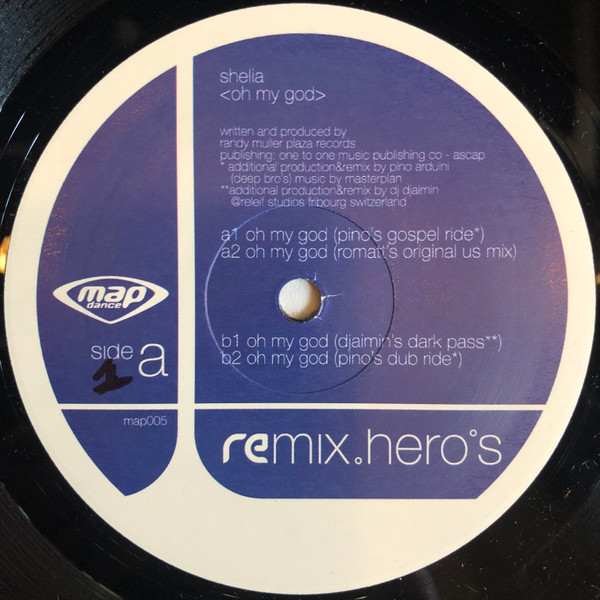 shelia
<oh my god>
written and produced by
randy muller plaza records
publishing: one to one music publishing co - ascap
* additional production&remix by pino arduini
(deep bro's) music by masterplan
**additional production&remix by dj djaimin
@releif studios fribourg switzerland
a1 oh my god (pino's gospel ride*)
a2 oh my god (romatt's original us mix)
b1 oh my god (djaimin's dark pass**)
b2 oh my god (pino's dub ride*)
map
dance
side a
1
map005
remix.hero°s